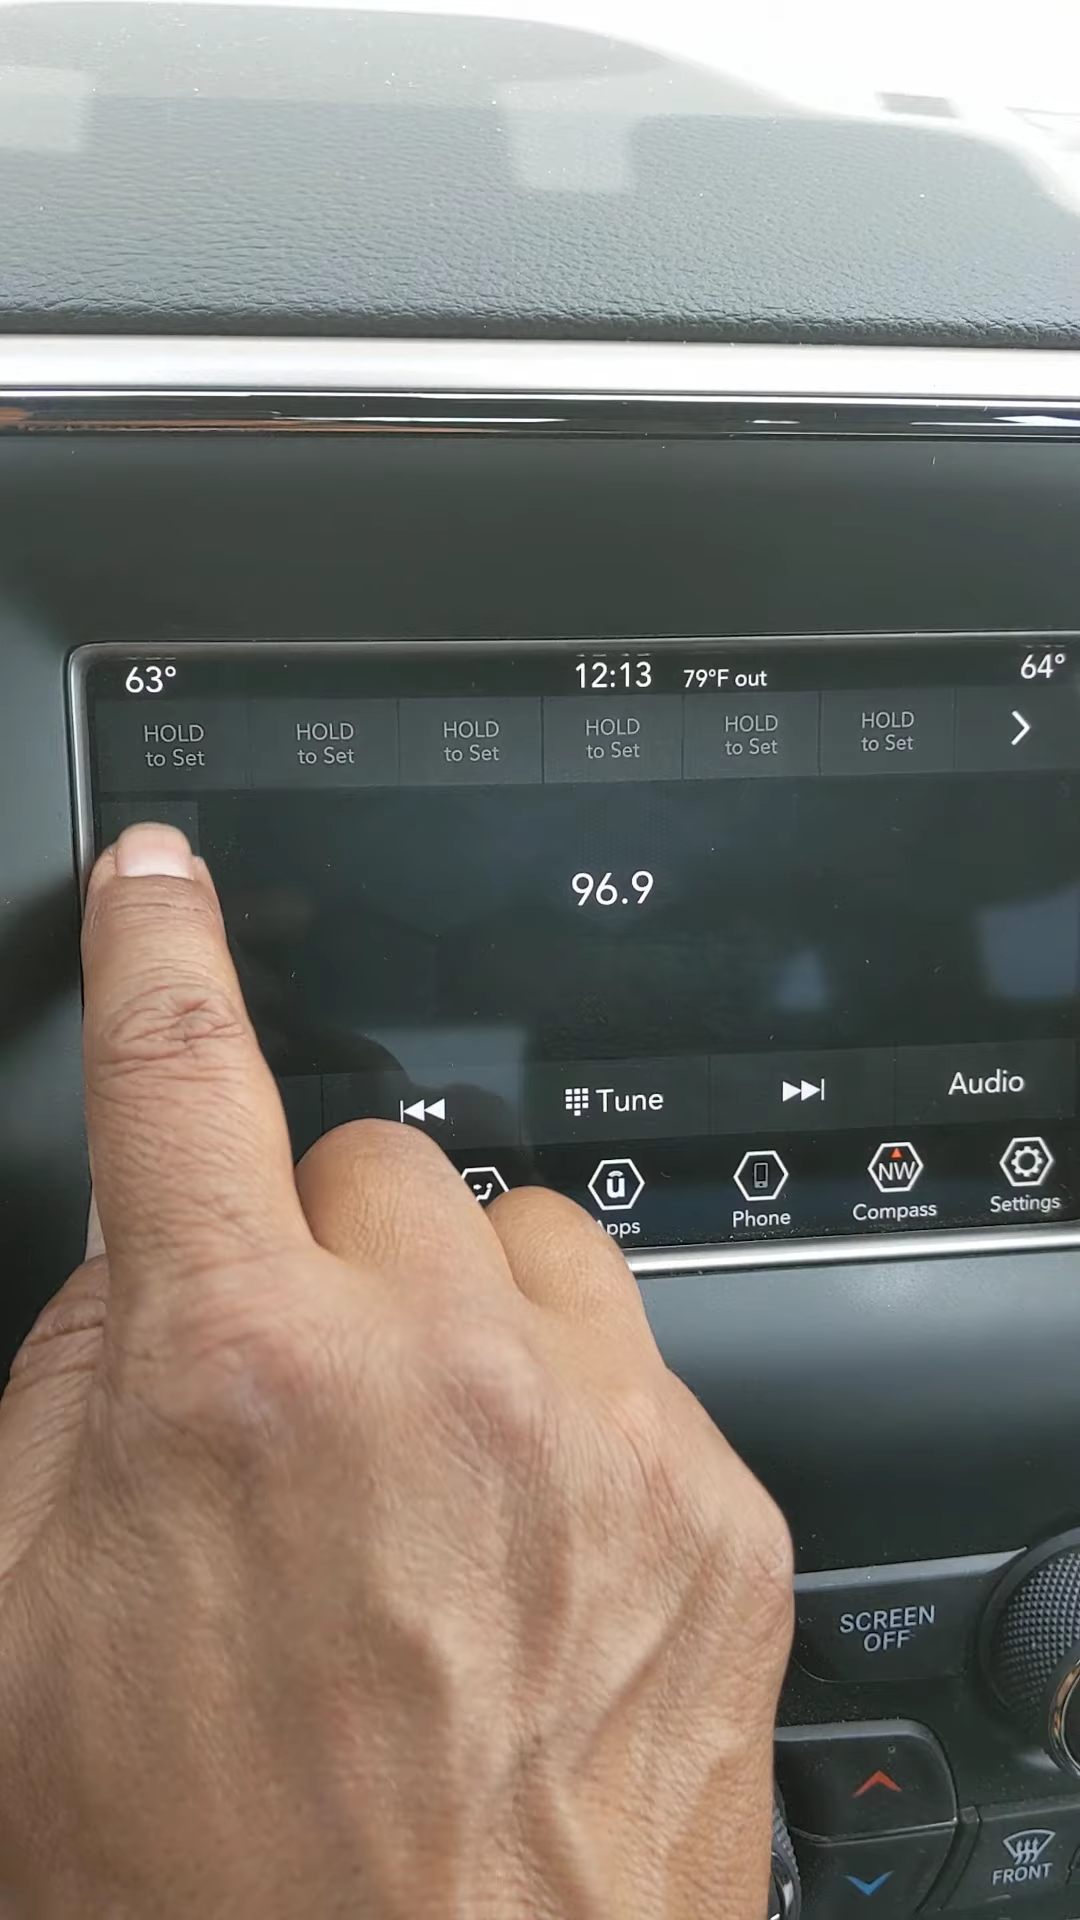 63° 12:13 79°F out 64°
HOLD to Set
HOLD to Set
HOLD to Set
HOLD to Set
HOLD to Set
HOLD to Set
96.9
Tune
Audio
Phone
Compass
NW
Settings
SCREEN
OFF
FRONT